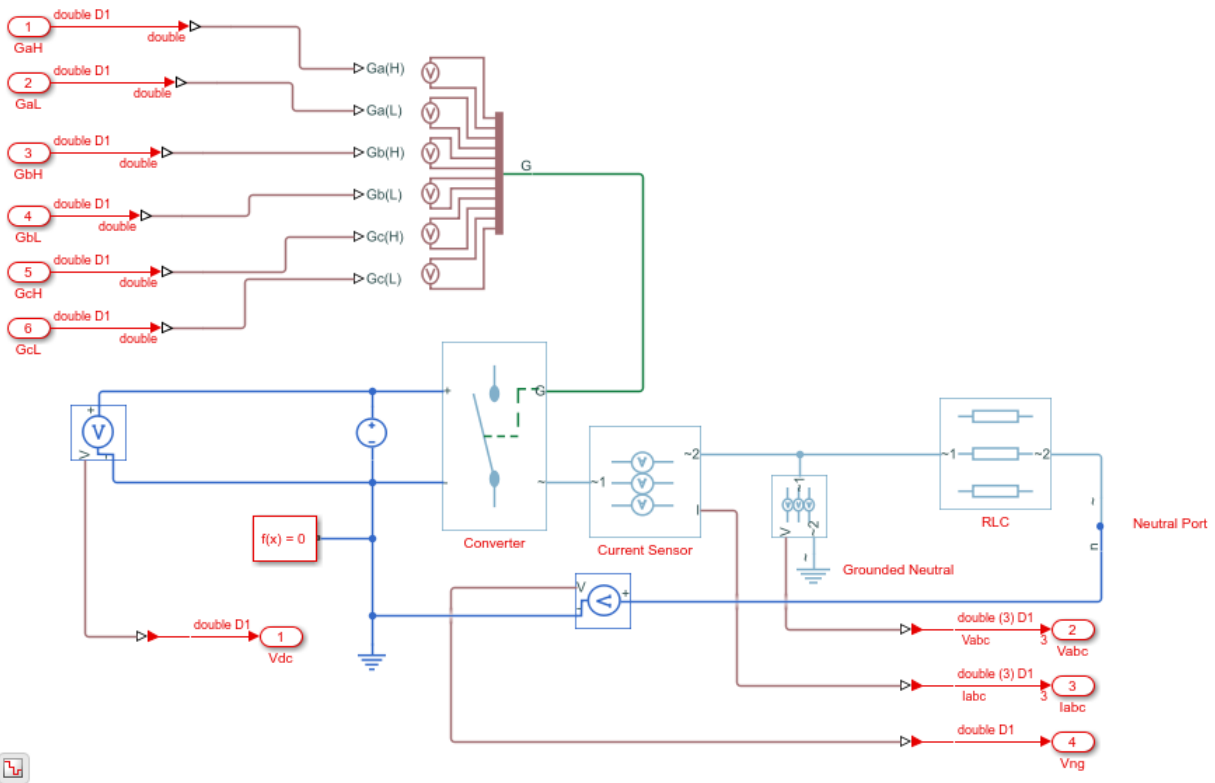 double D1
1
double
GaH
Ga(H)
double D1
2
double
GaL
Ga(L)
double D1
3
double
GbH
Gb(H)
G
double D1
4
double
GbL
Gb(L)
double D1
5
double
GcH
Gc(H)
double D1
6
double
GcL
Gc(L)
+
V
V
+
-
+
G
-
~
Converter
~1
~2
I
Current Sensor
~1
V
~2
~
Grounded Neutral
~1
~2
RLC
~
n
Neutral Port
f(x) = 0
V
+
-
V
double D1
1
Vdc
double (3) D1
Vabc
3
2
Vabc
double (3) D1
Iabc
3
3
Iabc
double D1
4
Vng